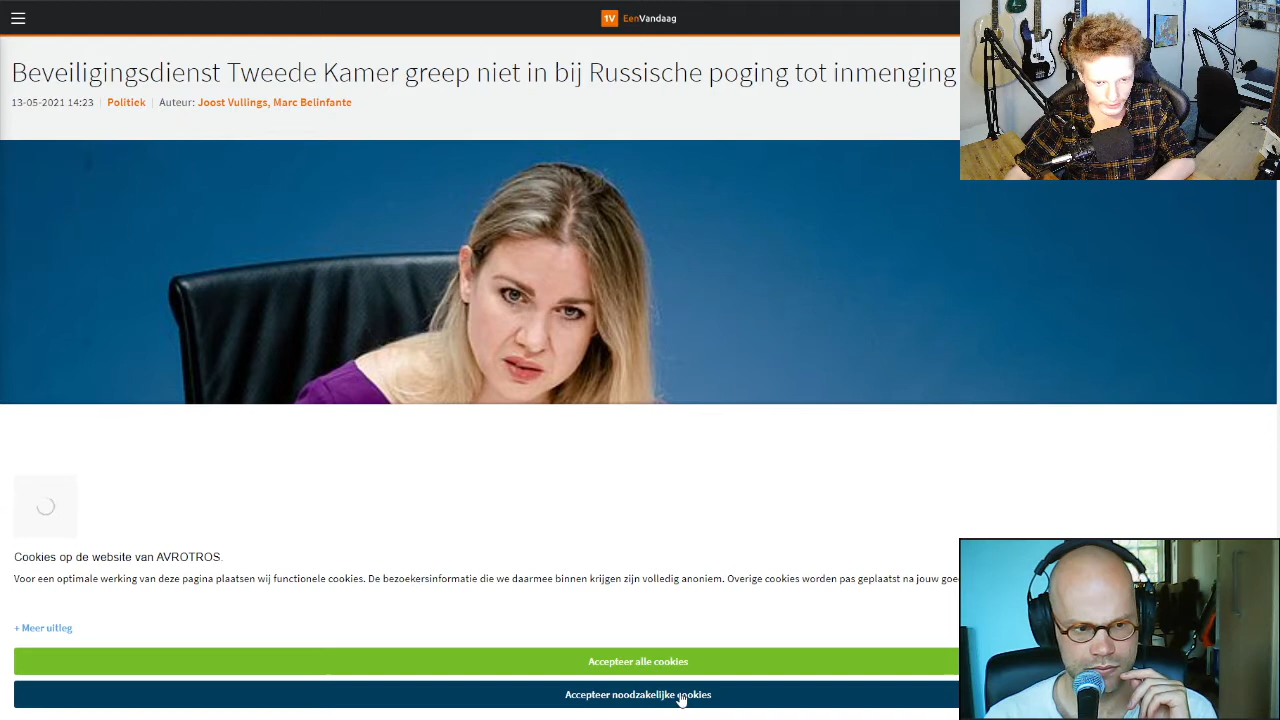 1V EenVandaag
Beveiligingsdienst Tweede Kamer greep niet in bij Russische poging tot inmenging
13-05-2021 14:23 | Politiek | Auteur: Joost Vullings, Marc Belinfante
Cookies op de website van AVROTROS.
Voor een optimale werking van deze pagina plaatsen wij functionele cookies. De bezoekersinformatie die we daarmee binnen krijgen zijn volledig anoniem. Overige cookies worden pas geplaatst na jouw goe
+ Meer uitleg
Accepteer alle cookies
Accepteer noodzakelijke cookies